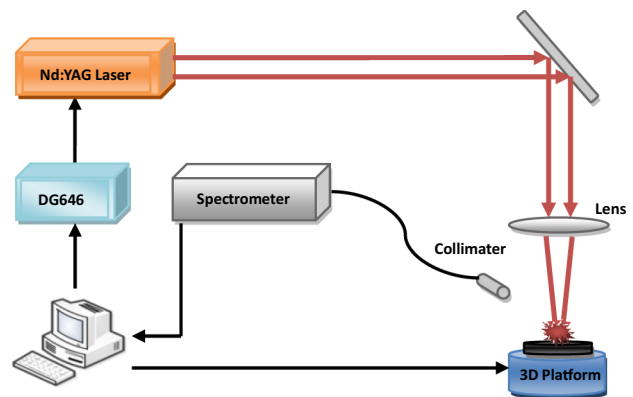 Nd:YAG Laser
DG646
Spectrometer
Lens
Collimater
3D Platform